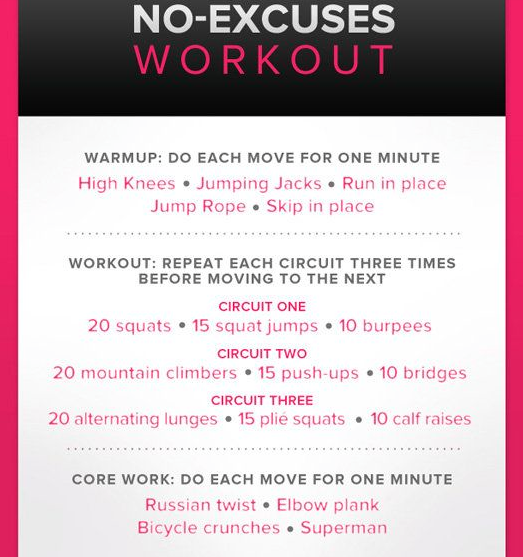 NO-EXCUSES
WORKOUT
WARMUP: DO EACH MOVE FOR ONE MINUTE
High Knees • Jumping Jacks • Run in place
Jump Rope • Skip in place
WORKOUT: REPEAT EACH CIRCUIT THREE TIMES
BEFORE MOVING TO THE NEXT
CIRCUIT ONE
20 squats • 15 squat jumps • 10 burpees
CIRCUIT TWO
20 mountain climbers • 15 push-ups • 10 bridges
CIRCUIT THREE
20 alternating lunges • 15 plié squats • 10 calf raises
CORE WORK: DO EACH MOVE FOR ONE MINUTE
Russian twist • Elbow plank
Bicycle crunches • Superman